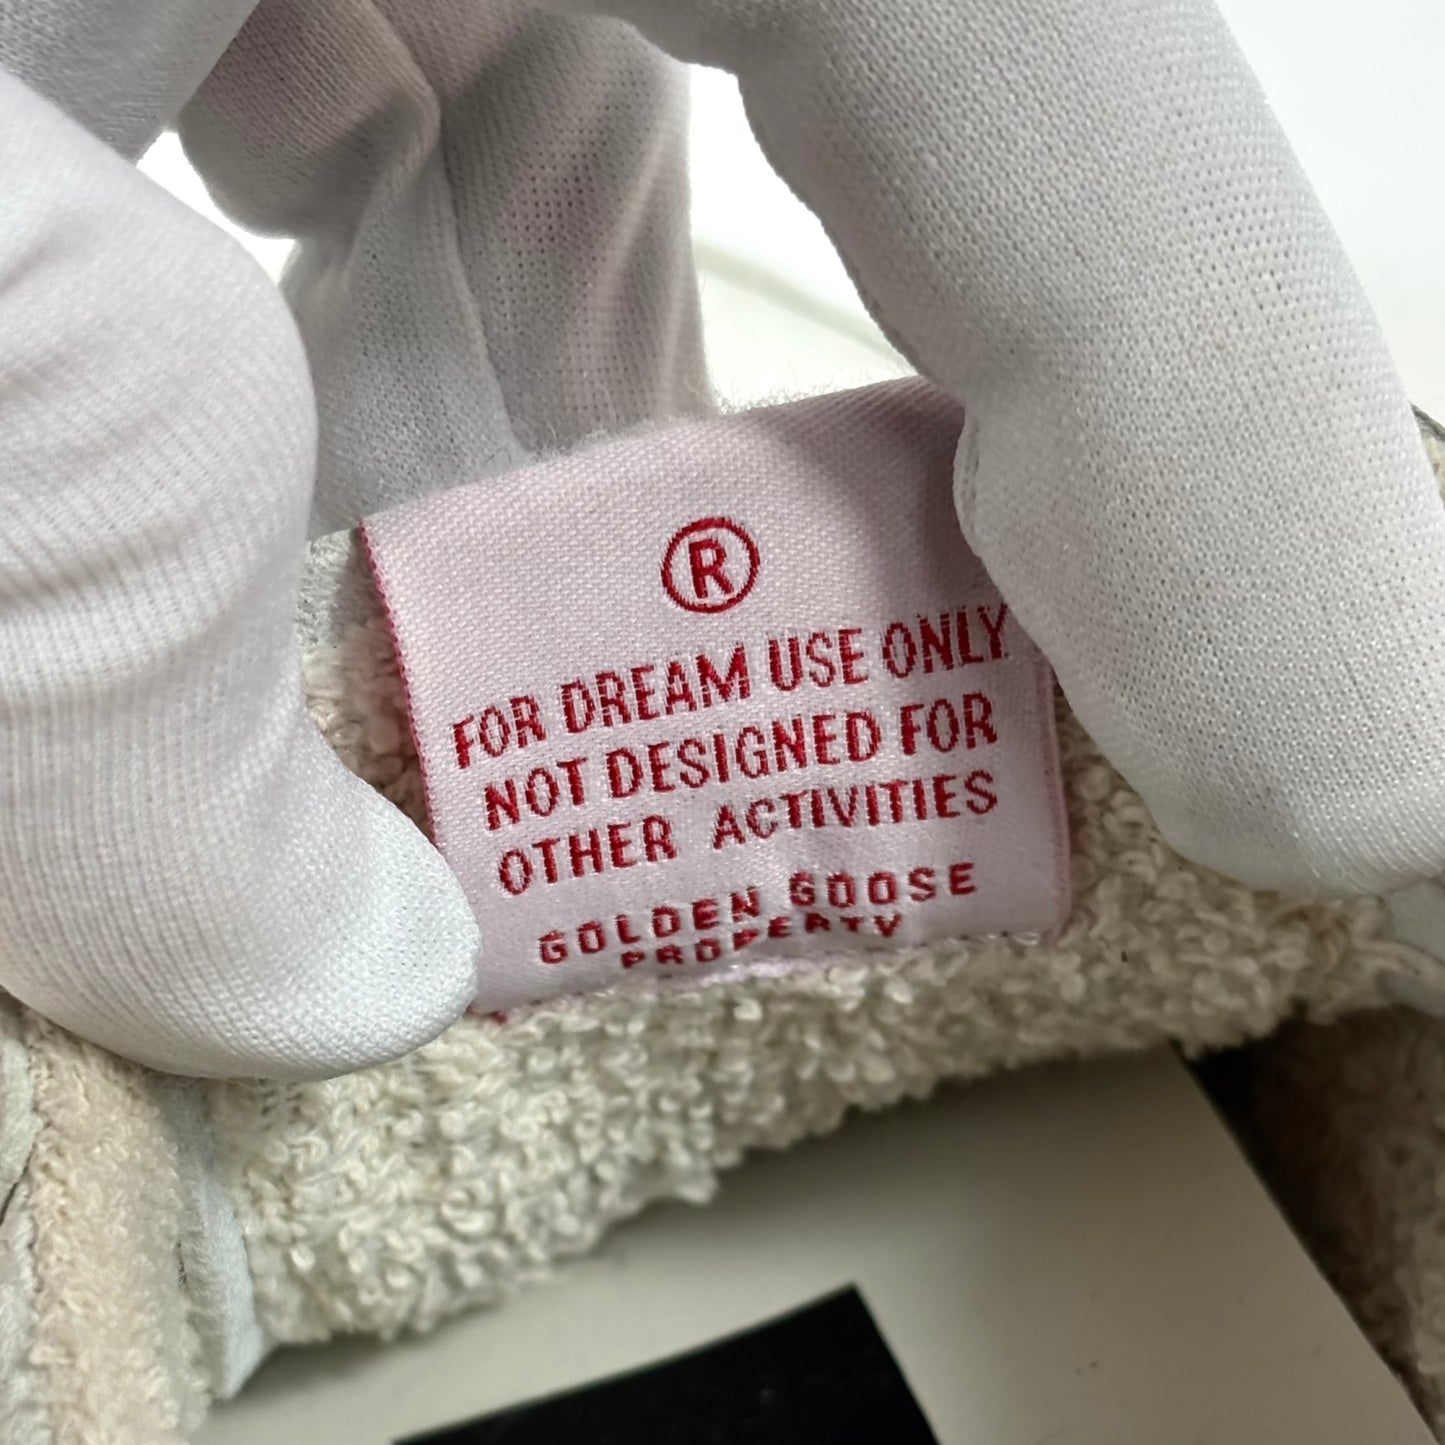 ®
FOR DREAM USE ONLY
NOT DESIGNED FOR
OTHER ACTIVITIES
GOLDEN GOOSE
PROPERTY